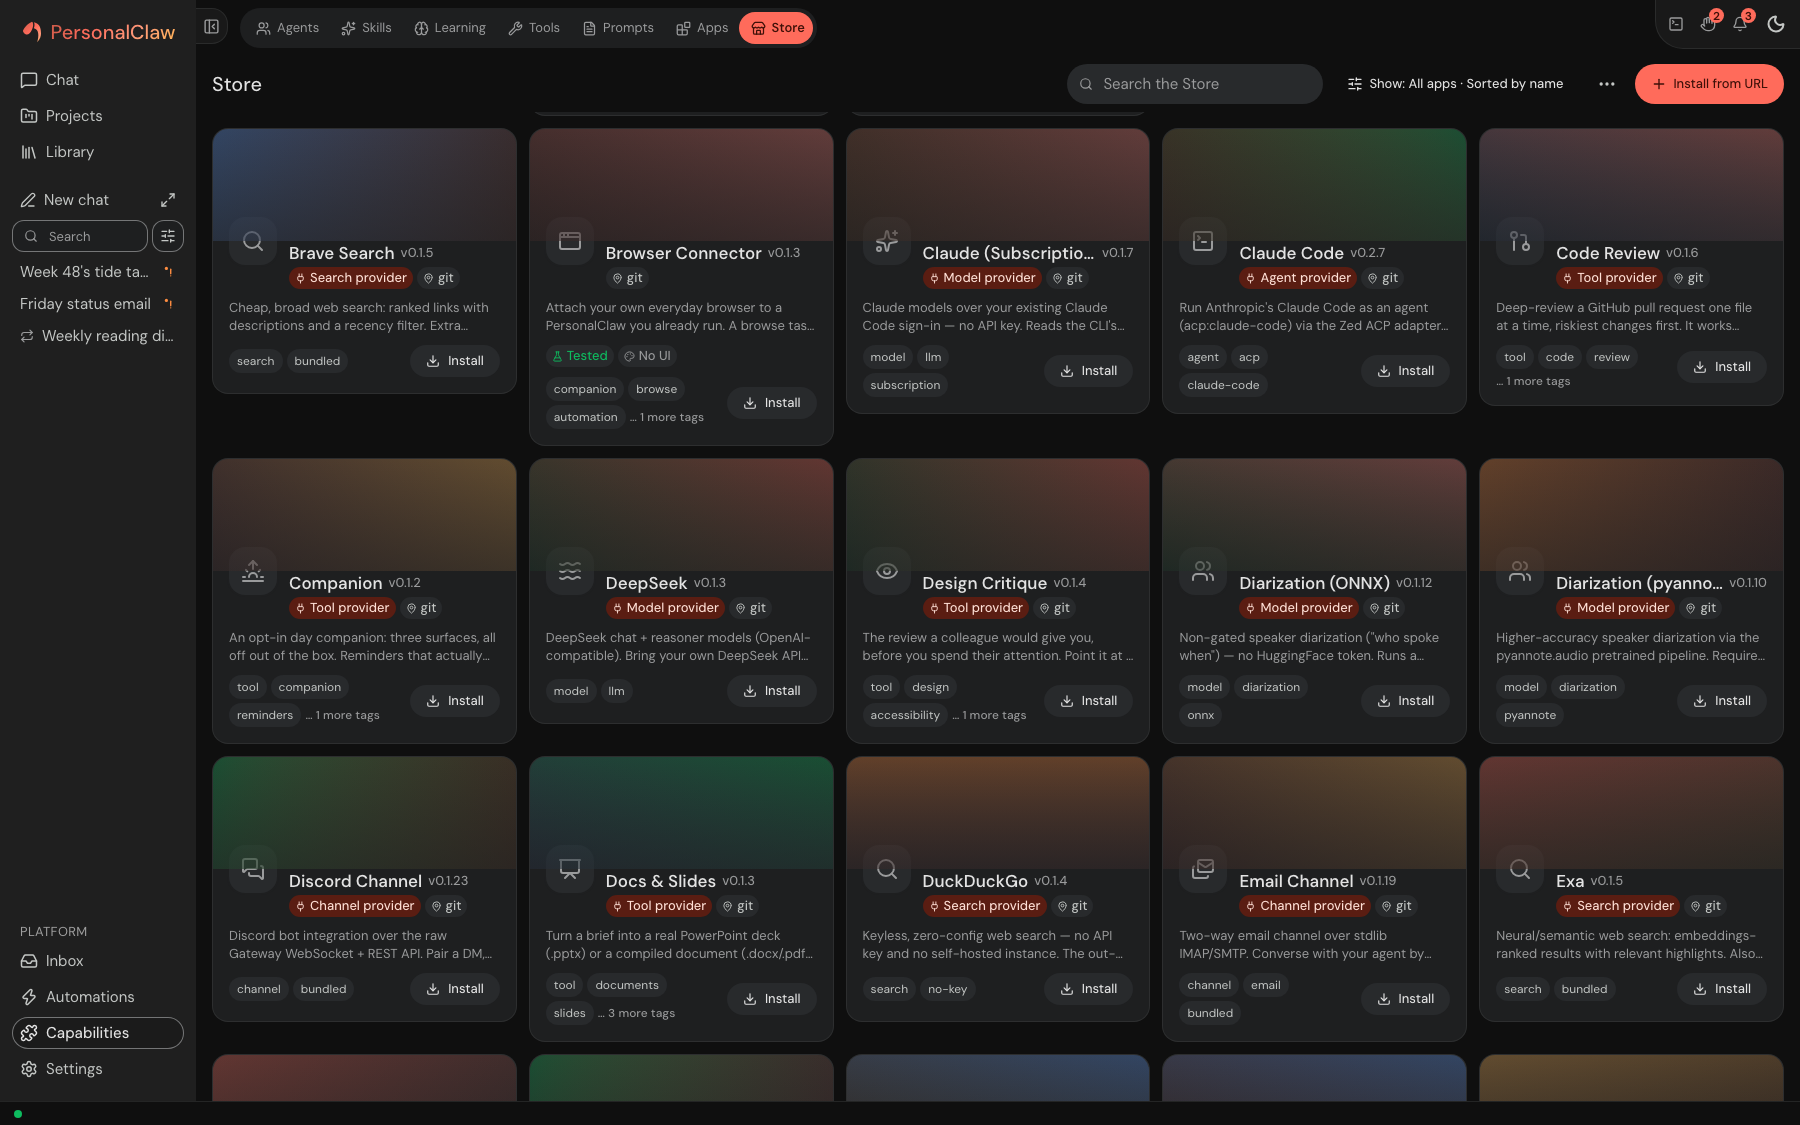 PersonalClaw
Chat
Projects
Library
New chat
Search
Week 48's tide ta...
Friday status email
Weekly reading di...
PLATFORM
Inbox
Automations
Capabilities
Settings
Agents
Skills
Learning
Tools
Prompts
Apps
Store
2
3
Store
Search the Store
Show: All apps · Sorted by name
Install from URL
Brave Search v0.1.5
Search provider
git
Cheap, broad web search: ranked links with
descriptions and a recency filter. Extra...
search
bundled
Install
Browser Connector v0.1.3
git
Attach your own everyday browser to a
PersonalClaw you already run. A browse tas...
Tested
No UI
companion
browse
automation
... 1 more tags
Install
Claude (Subscriptio... v0.1.7
Model provider
git
Claude models over your existing Claude
Code sign-in — no API key. Reads the CLI's...
model
llm
subscription
Install
Claude Code v0.2.7
Agent provider
git
Run Anthropic's Claude Code as an agent
(acp:claude-code) via the Zed ACP adapter...
agent
acp
claude-code
Install
Code Review v0.1.6
Tool provider
git
Deep-review a GitHub pull request one file
at a time, riskiest changes first. It works...
tool
code
review
... 1 more tags
Install
Companion v0.1.2
Tool provider
git
An opt-in day companion: three surfaces, all
off out of the box. Reminders that actually...
tool
companion
reminders
... 1 more tags
Install
DeepSeek v0.1.3
Model provider
git
DeepSeek chat + reasoner models (OpenAI-
compatible). Bring your own DeepSeek API...
model
llm
Install
Design Critique v0.1.4
Tool provider
git
The review a colleague would give you,
before you spend their attention. Point it at ...
tool
design
accessibility
... 1 more tags
Install
Diarization (ONNX) v0.1.12
Model provider
git
Non-gated speaker diarization ("who spoke
when") — no HuggingFace token. Runs a...
model
diarization
onnx
Install
Diarization (pyanno... v0.1.10
Model provider
git
Higher-accuracy speaker diarization via the
pyannote.audio pretrained pipeline. Require...
model
diarization
pyannote
Install
Discord Channel v0.1.23
Channel provider
git
Discord bot integration over the raw
Gateway WebSocket + REST API. Pair a DM,...
channel
bundled
Install
Docs & Slides v0.1.3
Tool provider
git
Turn a brief into a real PowerPoint deck
(.pptx) or a compiled document (.docx/.pdf...
tool
documents
slides
... 3 more tags
Install
DuckDuckGo v0.1.4
Search provider
git
Keyless, zero-config web search — no API
key and no self-hosted instance. The out-...
search
no-key
Install
Email Channel v0.1.19
Channel provider
git
Two-way email channel over stdlib
IMAP/SMTP. Converse with your agent by...
channel
email
bundled
Install
Exa v0.1.5
Search provider
git
Neural/semantic web search: embeddings-
ranked results with relevant highlights. Also...
search
bundled
Install